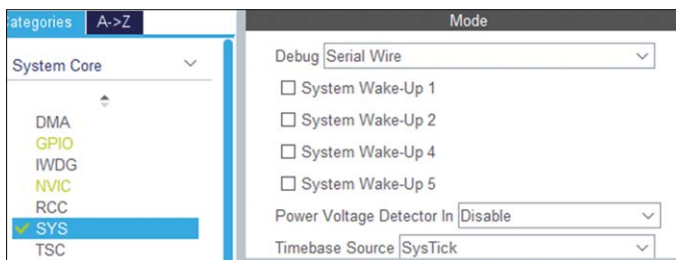 ategories A->Z
System Core
DMA
GPIO
IWDG
NVIC
RCC
SYS
TSC
Mode
Debug Serial Wire
System Wake-Up 1
System Wake-Up 2
System Wake-Up 4
System Wake-Up 5
Power Voltage Detector In Disable
Timebase Source SysTick